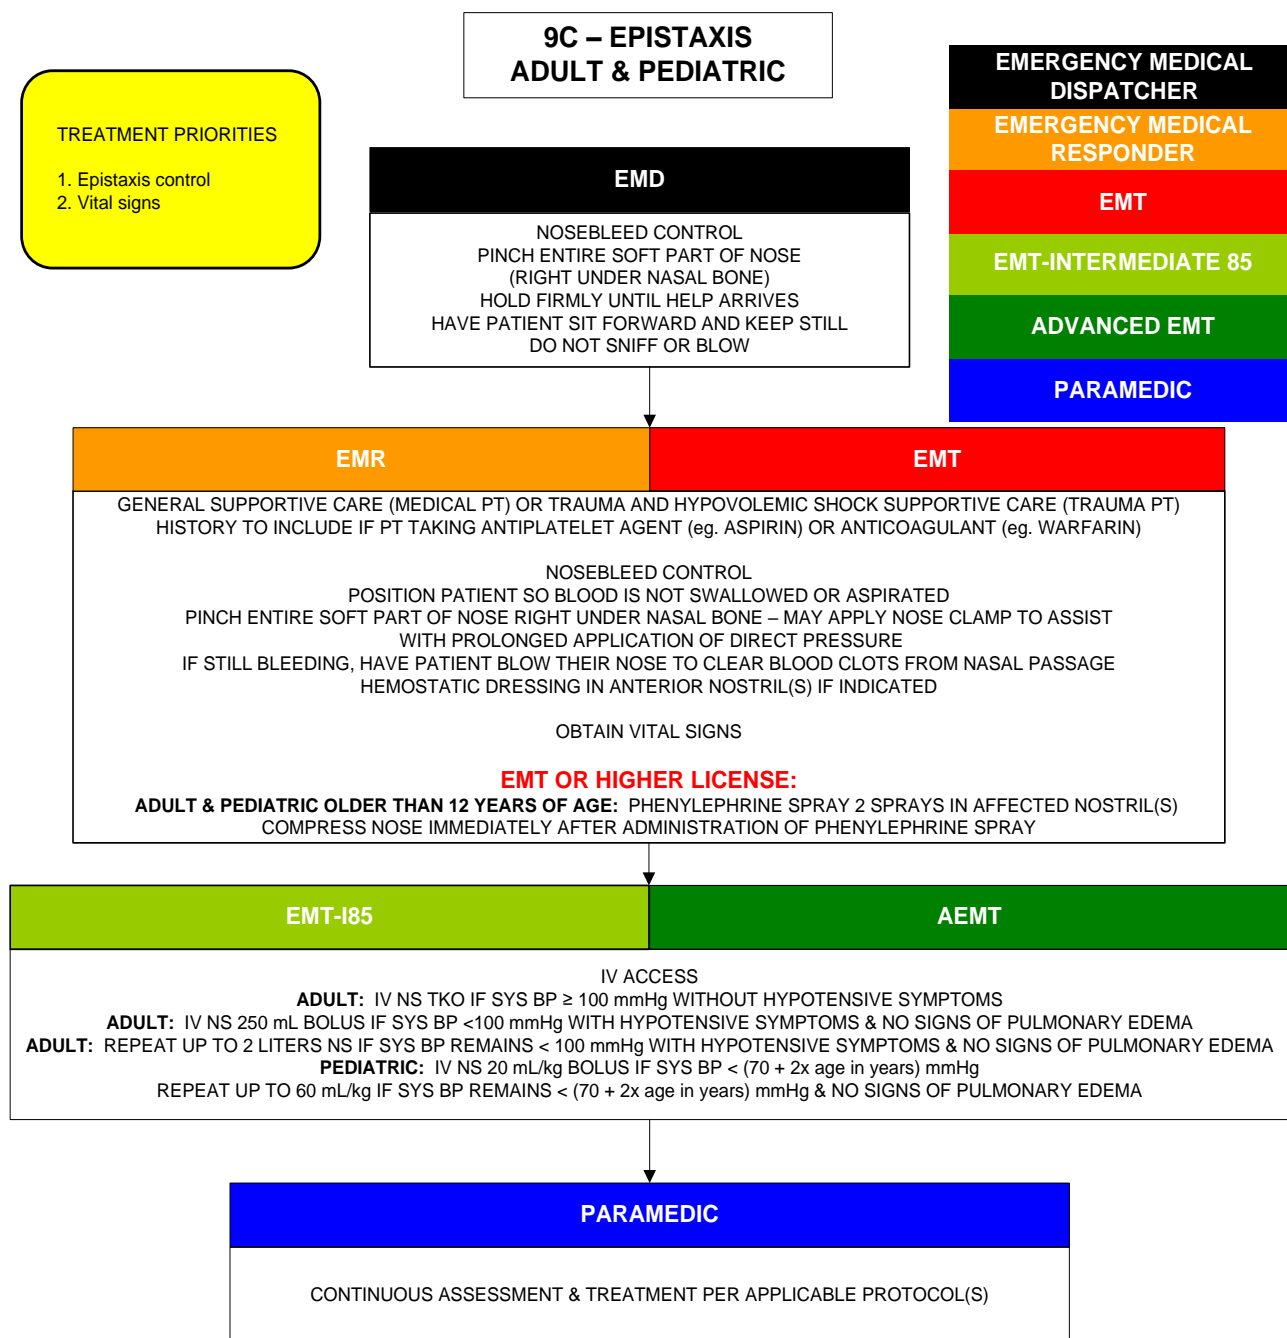 9C – EPISTAXIS
ADULT & PEDIATRIC
TREATMENT PRIORITIES
1. Epistaxis control
2. Vital signs
EMERGENCY MEDICAL
DISPATCHER
EMERGENCY MEDICAL
RESPONDER
EMT
EMT-INTERMEDIATE 85
ADVANCED EMT
PARAMEDIC
EMD
NOSEBLEED CONTROL
PINCH ENTIRE SOFT PART OF NOSE
(RIGHT UNDER NASAL BONE)
HOLD FIRMLY UNTIL HELP ARRIVES
HAVE PATIENT SIT FORWARD AND KEEP STILL
DO NOT SNIFF OR BLOW
EMR
EMT
GENERAL SUPPORTIVE CARE (MEDICAL PT) OR TRAUMA AND HYPOVOLEMIC SHOCK SUPPORTIVE CARE (TRAUMA PT)
HISTORY TO INCLUDE IF PT TAKING ANTIPLATELET AGENT (eg. ASPIRIN) OR ANTICOAGULANT (eg. WARFARIN)
NOSEBLEED CONTROL
POSITION PATIENT SO BLOOD IS NOT SWALLOWED OR ASPIRATED
PINCH ENTIRE SOFT PART OF NOSE RIGHT UNDER NASAL BONE – MAY APPLY NOSE CLAMP TO ASSIST
WITH PROLONGED APPLICATION OF DIRECT PRESSURE
IF STILL BLEEDING, HAVE PATIENT BLOW THEIR NOSE TO CLEAR BLOOD CLOTS FROM NASAL PASSAGE
HEMOSTATIC DRESSING IN ANTERIOR NOSTRIL(S) IF INDICATED
OBTAIN VITAL SIGNS
EMT OR HIGHER LICENSE:
ADULT & PEDIATRIC OLDER THAN 12 YEARS OF AGE: PHENYLEPHRINE SPRAY 2 SPRAYS IN AFFECTED NOSTRIL(S)
COMPRESS NOSE IMMEDIATELY AFTER ADMINISTRATION OF PHENYLEPHRINE SPRAY
EMT-I85
AEMT
IV ACCESS
ADULT: IV NS TKO IF SYS BP ≥ 100 mmHg WITHOUT HYPOTENSIVE SYMPTOMS
ADULT: IV NS 250 mL BOLUS IF SYS BP <100 mmHg WITH HYPOTENSIVE SYMPTOMS & NO SIGNS OF PULMONARY EDEMA
ADULT: REPEAT UP TO 2 LITERS NS IF SYS BP REMAINS < 100 mmHg WITH HYPOTENSIVE SYMPTOMS & NO SIGNS OF PULMONARY EDEMA
PEDIATRIC: IV NS 20 mL/kg BOLUS IF SYS BP < (70 + 2x age in years) mmHg
REPEAT UP TO 60 mL/kg IF SYS BP REMAINS < (70 + 2x age in years) mmHg & NO SIGNS OF PULMONARY EDEMA
PARAMEDIC
CONTINUOUS ASSESSMENT & TREATMENT PER APPLICABLE PROTOCOL(S)